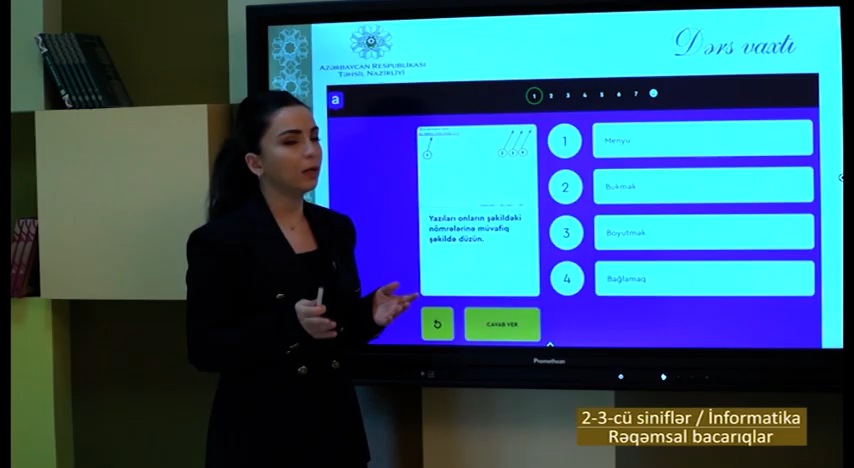 AZƏRBAYCAN RESPUBLİKASI
TƏHSİL NAZİRLİYİ
Dərs vaxtı
a
1 2 3 4 5 6 7
Yazıları onların şəkildəki
nömrələrinə müvafiq
şəkildə düzün.
1 Menyu
2 Bükmək
3 Böyütmək
4 Bağlamaq
CAVAB VER
Promethean
2-3-cü siniflər / İnformatika
Rəqəmsal bacarıqlar